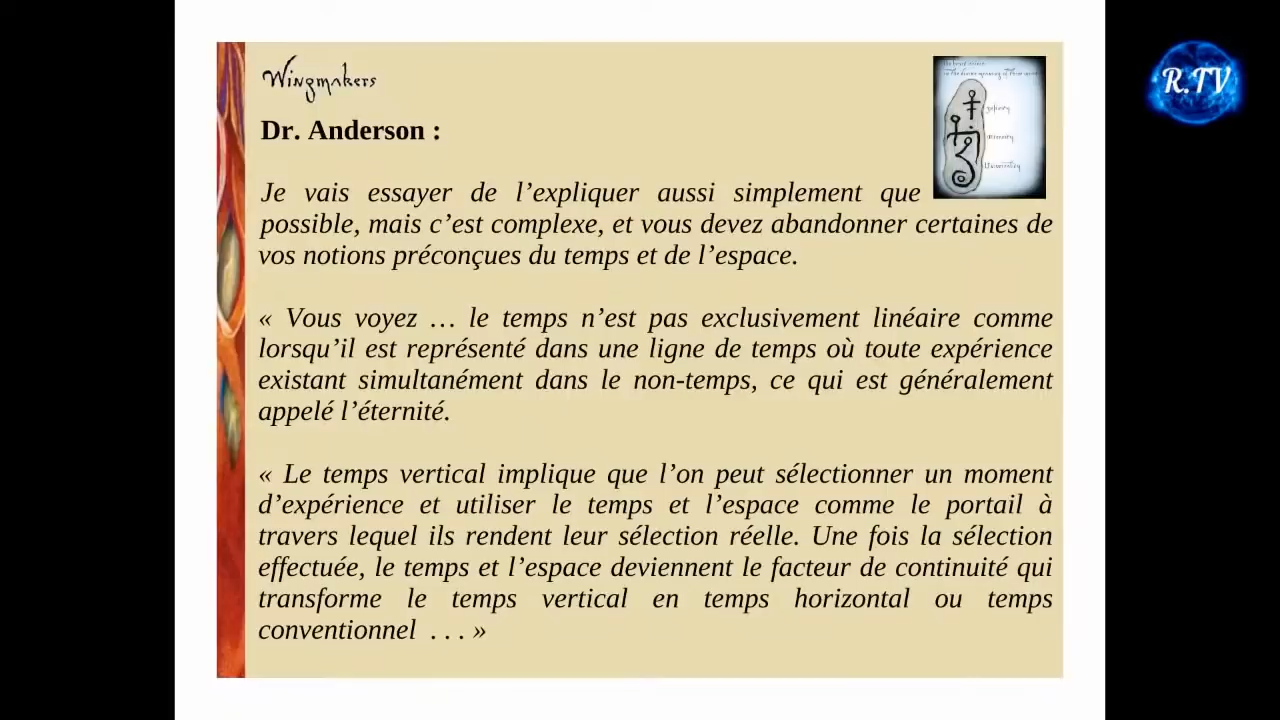 Wingmakers
R.TV
Dr. Anderson :
Je vais essayer de l’expliquer aussi simplement que
possible, mais c’est complexe, et vous devez abandonner certaines de
vos notions préconçues du temps et de l’espace.
« Vous voyez … le temps n’est pas exclusivement linéaire comme
lorsqu’il est représenté dans une ligne de temps où toute expérience
existant simultanément dans le non-temps, ce qui est généralement
appelé l’éternité.
« Le temps vertical implique que l’on peut sélectionner un moment
d’expérience et utiliser le temps et l’espace comme le portail à
travers lequel ils rendent leur sélection réelle. Une fois la sélection
effectuée, le temps et l’espace deviennent le facteur de continuité qui
transforme le temps vertical en temps horizontal ou temps
conventionnel . . . »